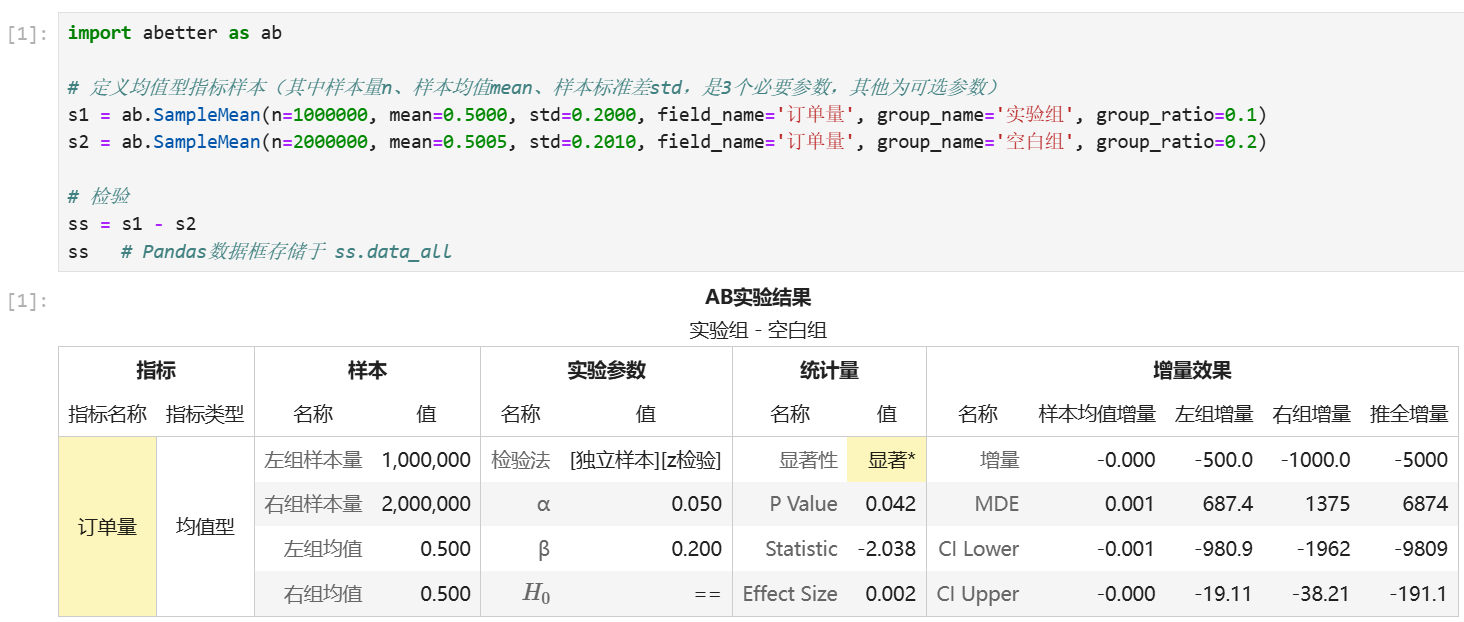 [1]:
import abetter as ab
# 定义均值型指标样本（其中样本量n、样本均值mean、样本标准差std，是3个必要参数，其他为可选参数）
s1 = ab.SampleMean(n=1000000, mean=0.5000, std=0.2000, field_name='订单量', group_name='实验组', group_ratio=0.1)
s2 = ab.SampleMean(n=2000000, mean=0.5005, std=0.2010, field_name='订单量', group_name='空白组', group_ratio=0.2)
# 检验
ss = s1 - s2
ss # Pandas数据框存储于 ss.data_all
[1]:
AB实验结果
实验组 - 空白组
指标 样本 实验参数 统计量 增量效果
指标名称 指标类型 名称 值 名称 值 名称 值 名称 样本均值增量 左组增量 右组增量 推全增量
左组样本量 1,000,000 检验法 [独立样本][z检验] 显著性 显著* 增量 -0.000 -500.0 -1000.0 -5000
右组样本量 2,000,000 α 0.050 P Value 0.042 MDE 0.001 687.4 1375 6874
订单量 均值型
左组均值 0.500 β 0.200 Statistic -2.038 CI Lower -0.001 -980.9 -1962 -9809
右组均值 0.500 H₀ == Effect Size 0.002 CI Upper -0.000 -19.11 -38.21 -191.1